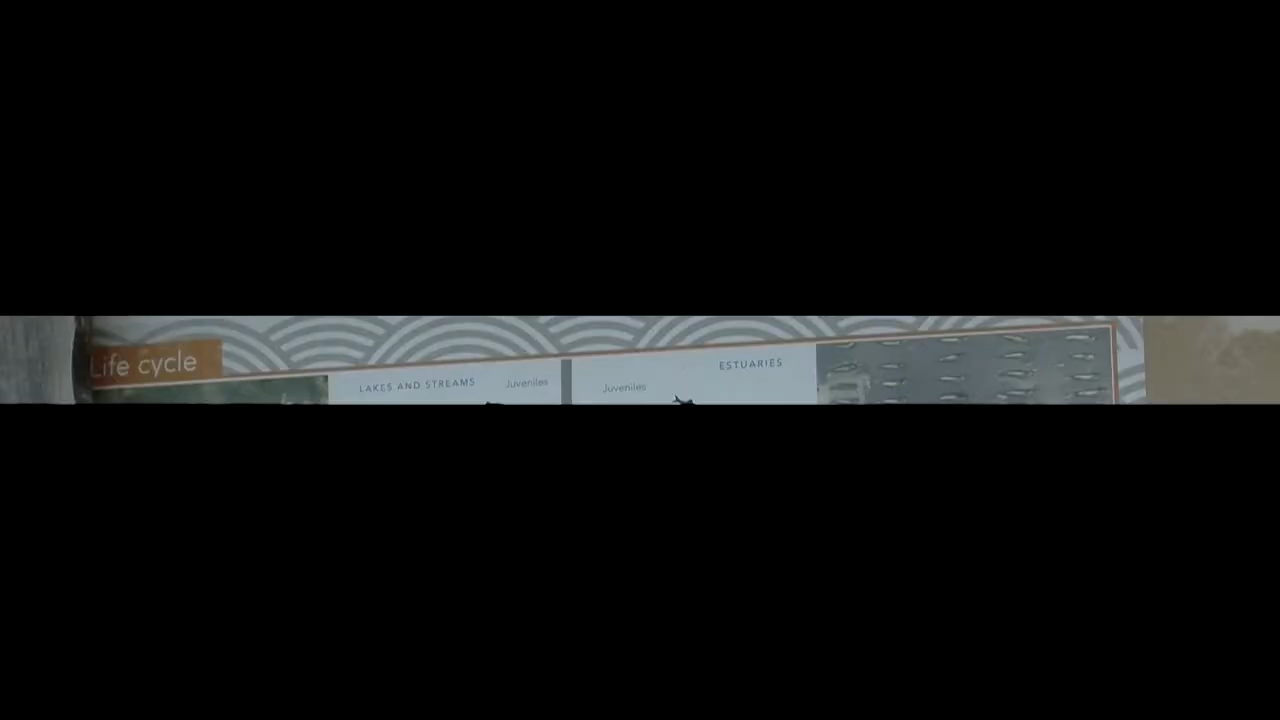 Life cycle
LAKES AND STREAMS
Juveniles
ESTUARIES
Juveniles